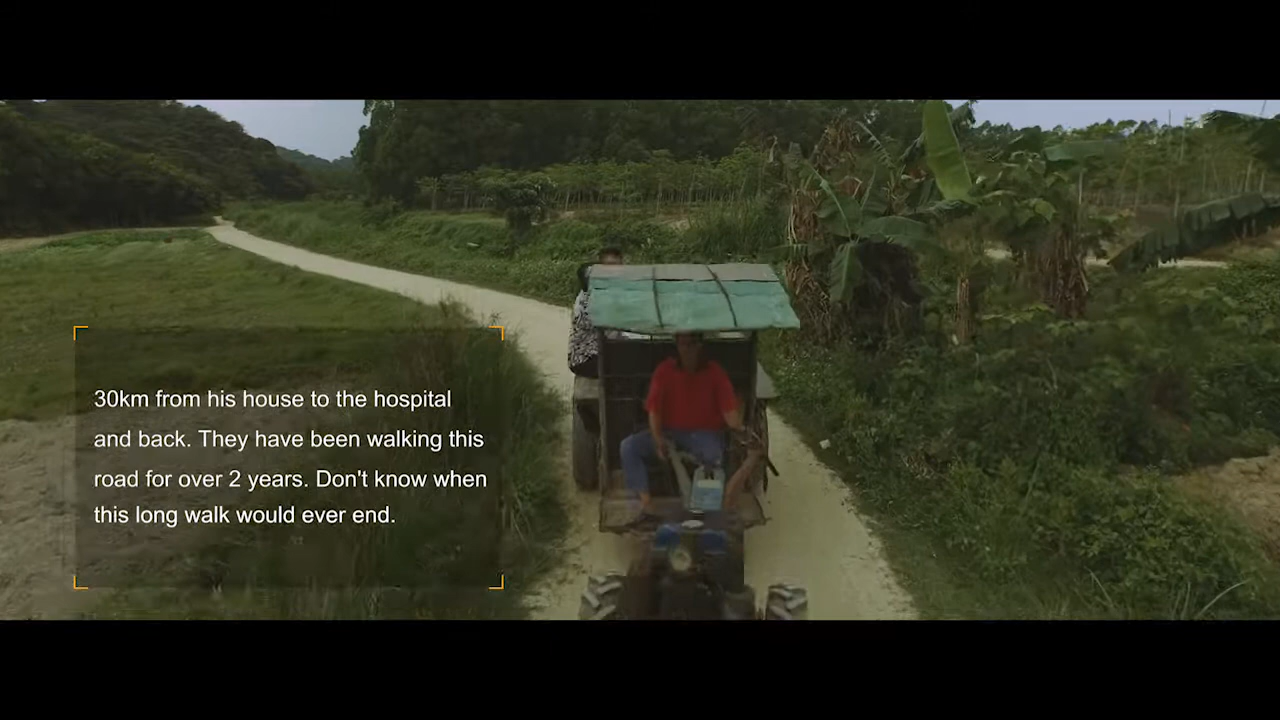 30km from his house to the hospital
and back. They have been walking this
road for over 2 years. Don't know when
this long walk would ever end.